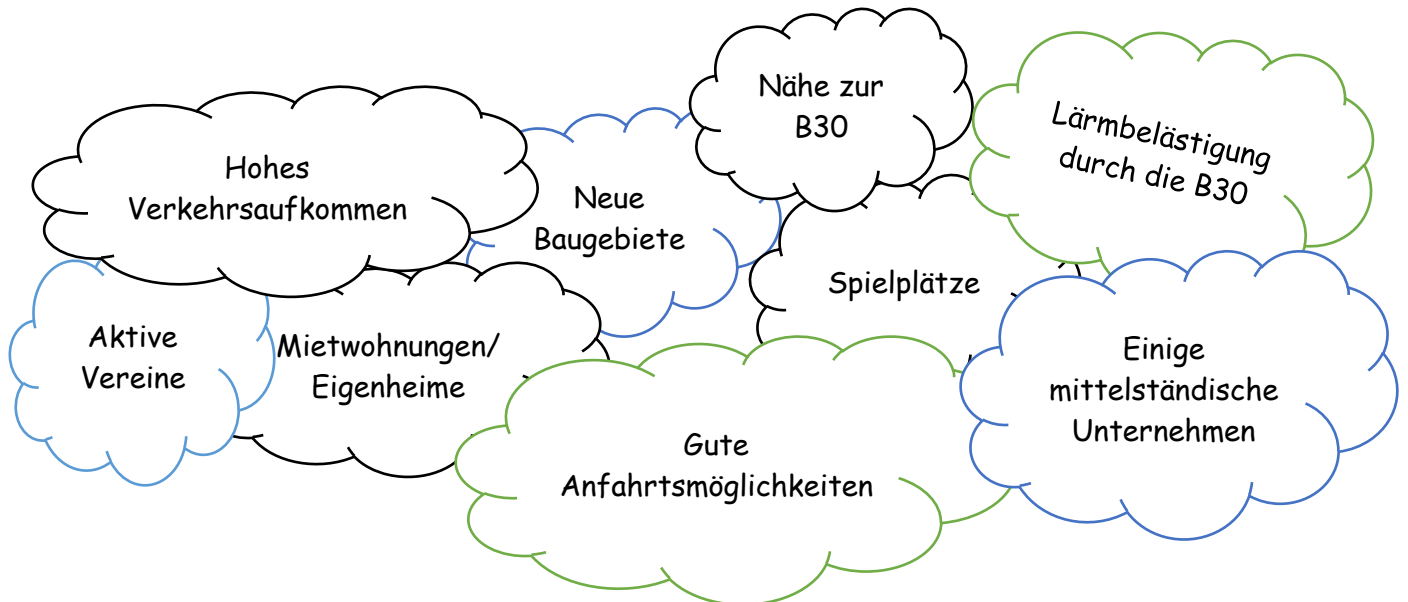 Nähe zur
B30
Lärmbelästigung
durch die B30
Hohes
Verkehrsaufkommen
Neue
Baugebiete
Spielplätze
Aktive
Vereine
Mietwohnungen/
Eigenheime
Einige
mittelständische
Unternehmen
Gute
Anfahrtsmöglichkeiten